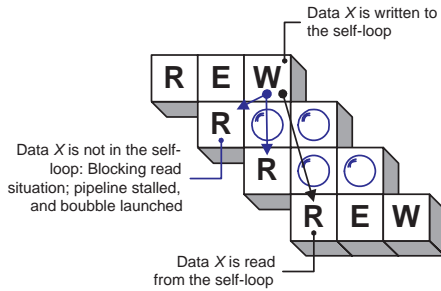 Data X is written to
the self-loop
R E W
R
Data X is not in the self-
loop: Blocking read
situation; pipeline stalled,
and boubble launched
R
R E W
Data X is read
from the self-loop